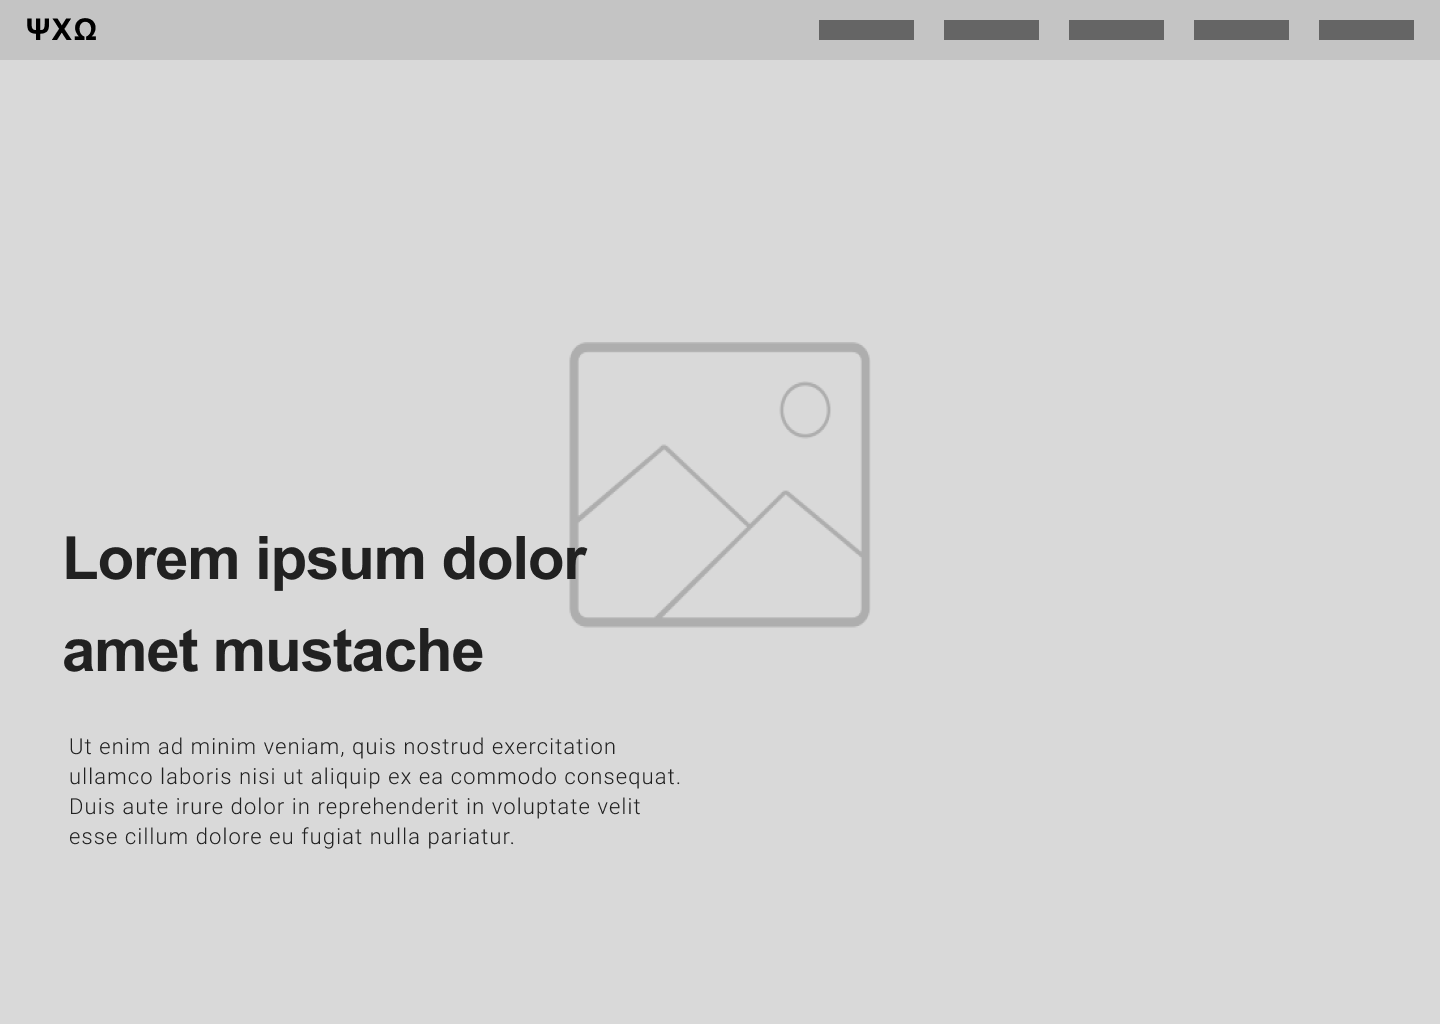 ΨΧΩ
Lorem ipsum dolor
amet mustache
Ut enim ad minim veniam, quis nostrud exercitation
ullamco laboris nisi ut aliquip ex ea commodo consequat.
Duis aute irure dolor in reprehenderit in voluptate velit
esse cillum dolore eu fugiat nulla pariatur.